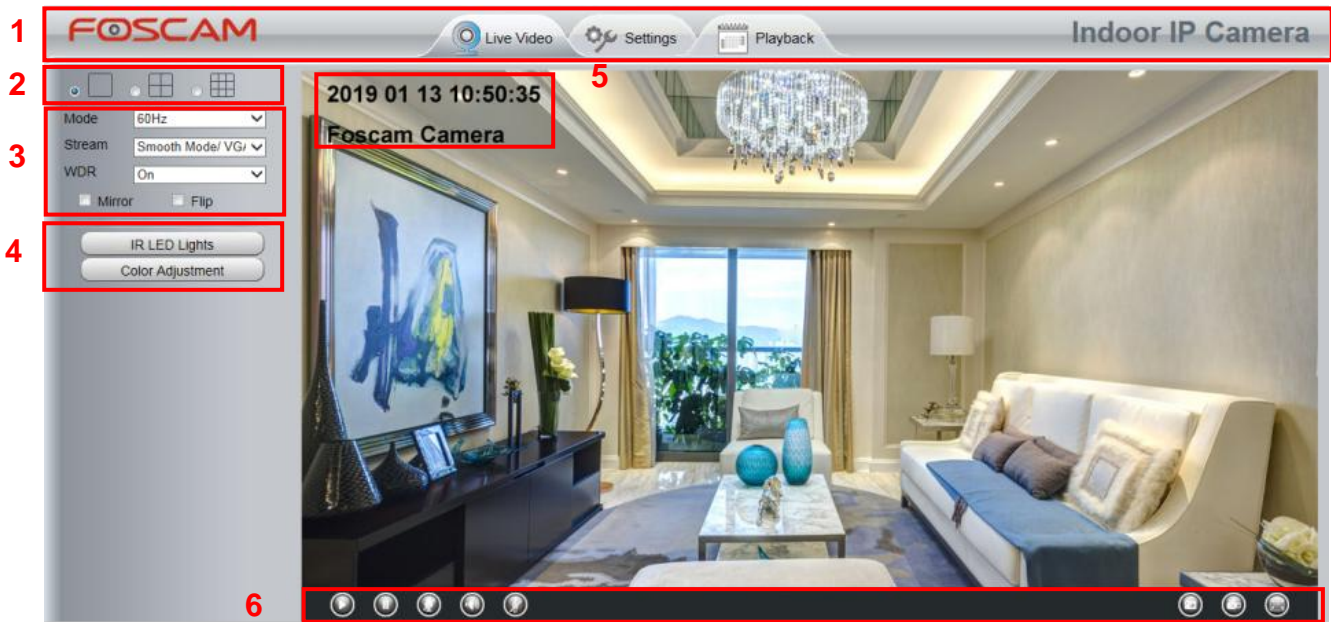 1
FOSCAM
Live Video
Settings
Playback
Indoor IP Camera
2
5
2019 01 13 10:50:35
Foscam Camera
3
Mode
60Hz
Stream
Smooth Mode/ VG
WDR
On
Mirror
Flip
4
IR LED Lights
Color Adjustment
6